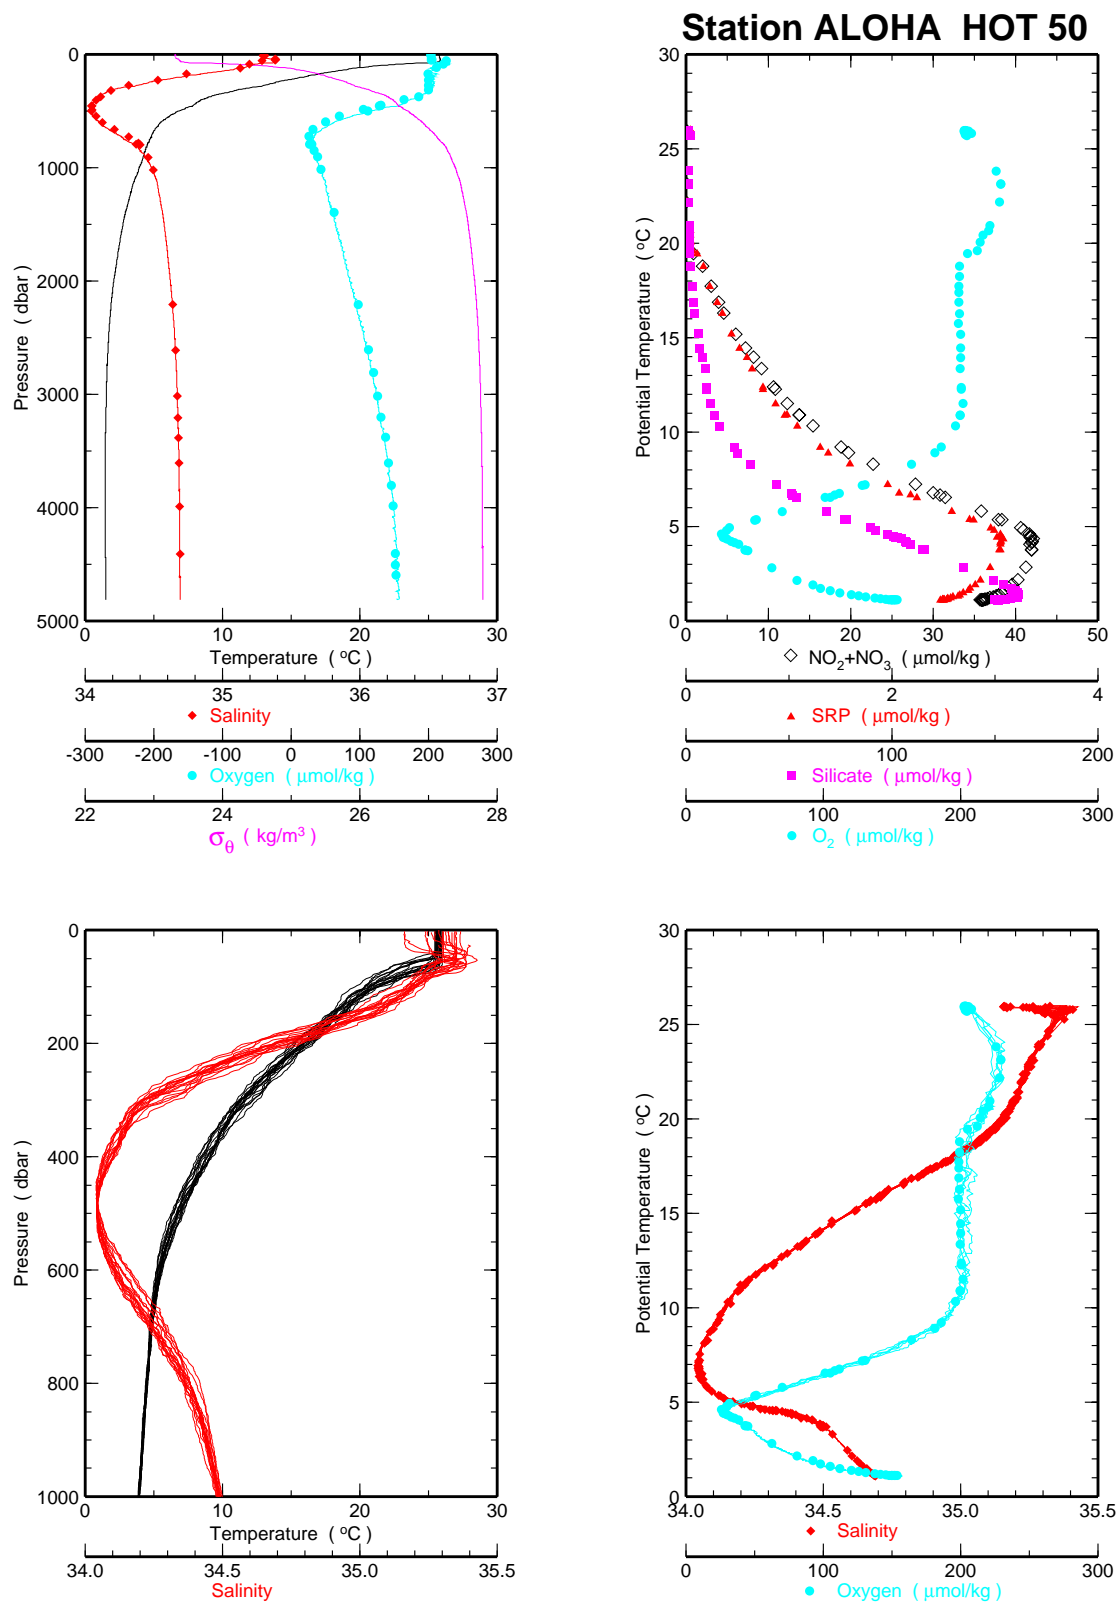 Station ALOHA  HOT 50
0
1000
2000
3000
4000
5000
Pressure ( dbar )
0 10 20 30
Temperature ( °C )
34 35 36 37
Salinity
-300 -200 -100 0 100 200 300
Oxygen ( μmol/kg )
22 23 24 25 26 27 28
σθ ( kg/m³ )
30
25
20
15
10
5
0
Potential Temperature ( °C )
0 10 20 30 40 50
NO₂+NO₃ ( μmol/kg )
0 2 4
SRP ( μmol/kg )
0 100 200
Silicate ( μmol/kg )
0 100 200 300
O₂ ( μmol/kg )
0
200
400
600
800
1000
Pressure ( dbar )
0 10 20 30
Temperature ( °C )
34.0 34.5 35.0 35.5
Salinity
30
25
20
15
10
5
0
Potential Temperature ( °C )
34.0 34.5 35.0 35.5
Salinity
0 100 200 300
Oxygen ( μmol/kg )